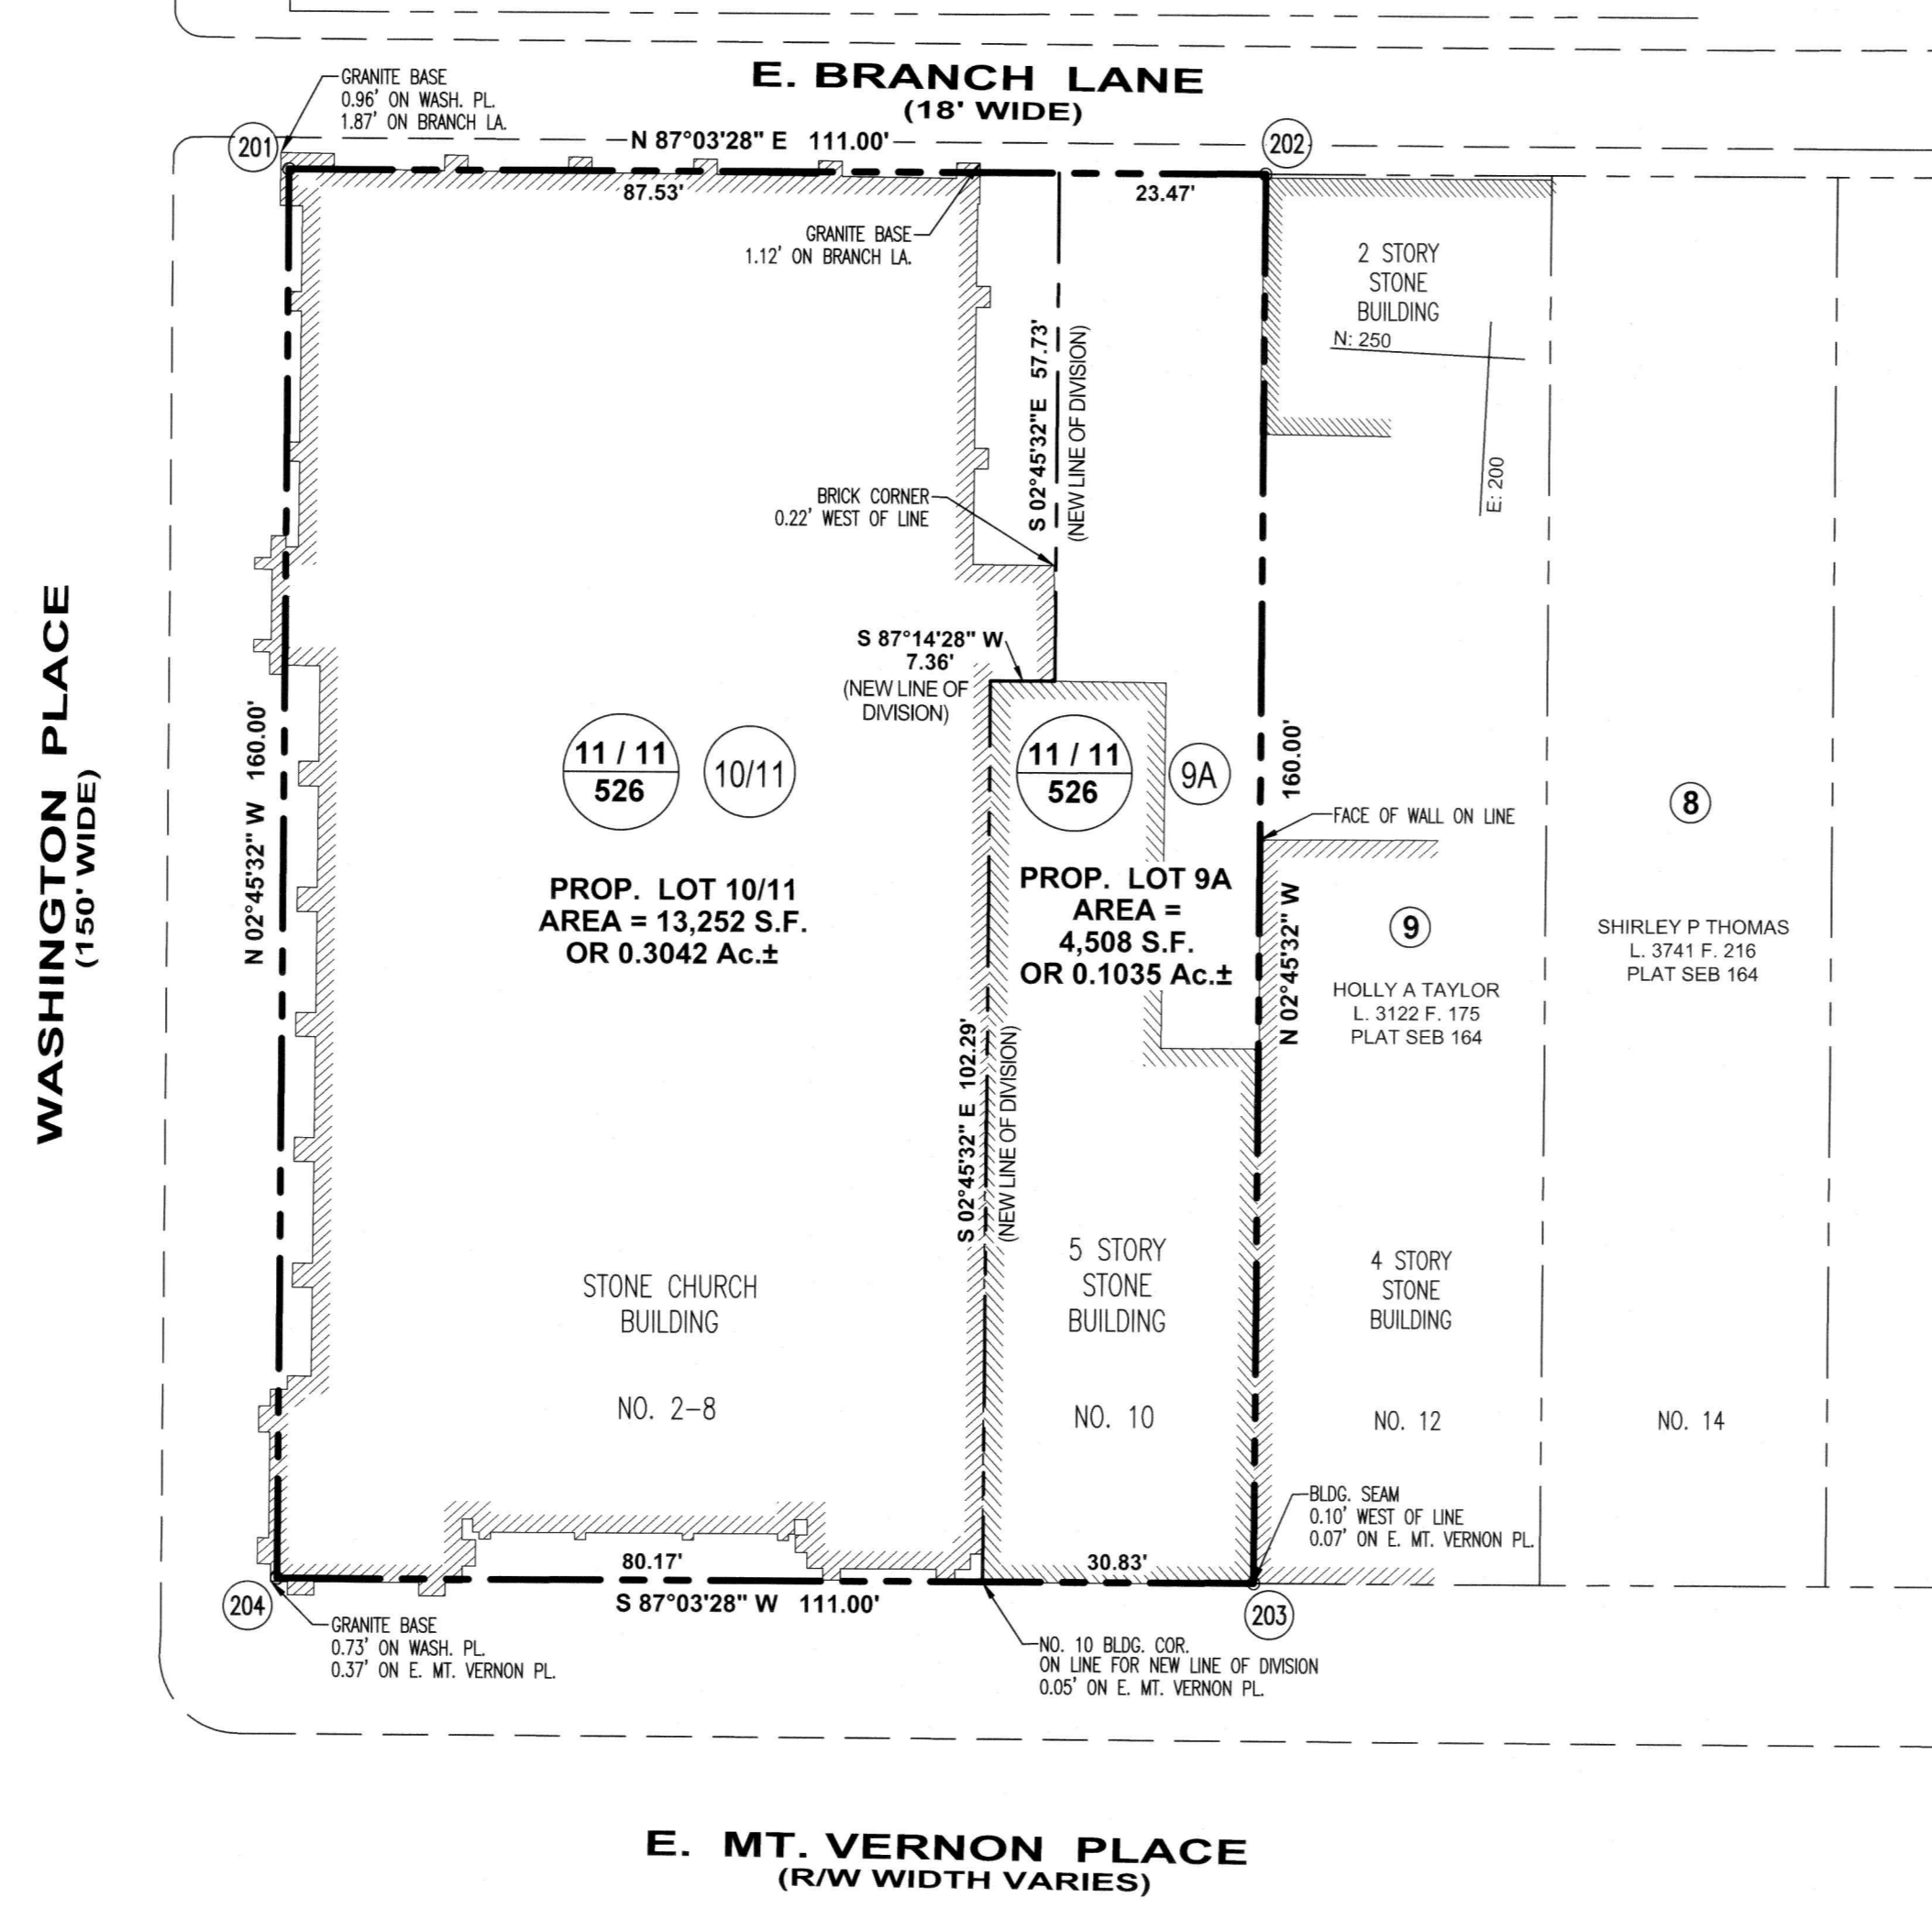 E. BRANCH LANE
(18' WIDE)
GRANITE BASE
0.96' ON WASH. PL.
1.87' ON BRANCH LA.
201
N 87°03'28" E 111.00'
202
87.53'
23.47'
GRANITE BASE
1.12' ON BRANCH LA.
2 STORY
STONE
BUILDING
N: 250
E: 200
S 02°45'32"E 57.73'
(NEW LINE OF DIVISION)
BRICK CORNER
0.22' WEST OF LINE
S 87°14'28" W
7.36'
(NEW LINE OF
DIVISION)
WASHINGTON PLACE
(150' WIDE)
N 02°45'32" W 160.00'
11 / 11
526
10/11
PROP. LOT 10/11
AREA = 13,252 S.F.
OR 0.3042 Ac.±
11 / 11
526
9A
PROP. LOT 9A
AREA =
4,508 S.F.
OR 0.1035 Ac.±
N 02°45'32" W 160.00'
FACE OF WALL ON LINE
9
HOLLY A TAYLOR
L. 3122 F. 175
PLAT SEB 164
8
SHIRLEY P THOMAS
L. 3741 F. 216
PLAT SEB 164
S 02°45'32" E 102.29'
(NEW LINE OF DIVISION)
STONE CHURCH
BUILDING
NO. 2-8
5 STORY
STONE
BUILDING
NO. 10
4 STORY
STONE
BUILDING
NO. 12
NO. 14
BLDG. SEAM
0.10' WEST OF LINE
0.07' ON E. MT. VERNON PL.
80.17'
30.83'
S 87°03'28" W 111.00'
204
203
GRANITE BASE
0.73' ON WASH. PL.
0.37' ON E. MT. VERNON PL.
NO. 10 BLDG. COR.
ON LINE FOR NEW LINE OF DIVISION
0.05' ON E. MT. VERNON PL.
E. MT. VERNON PLACE
(R/W WIDTH VARIES)